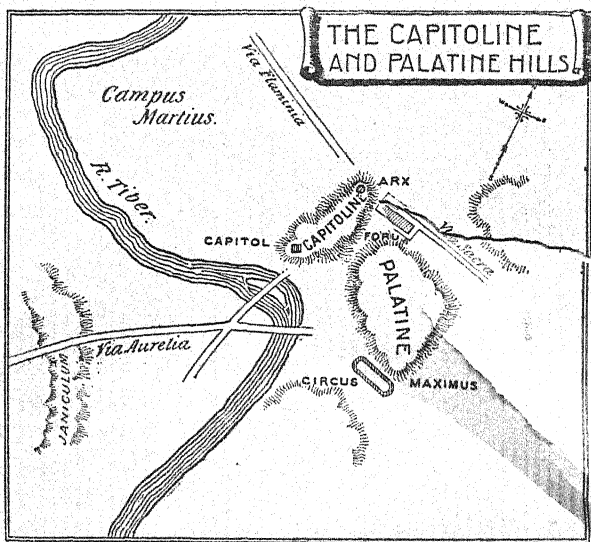 THE CAPITOLINE
AND PALATINE HILLS.
Via Flaminia
Campus
Martius.
R. Tiber.
ARX
CAPITOLINE
CAPITOL
FORUM
Via Sacra
PALATINE
Via Aurelia
JANICULUM
CIRCUS MAXIMUS